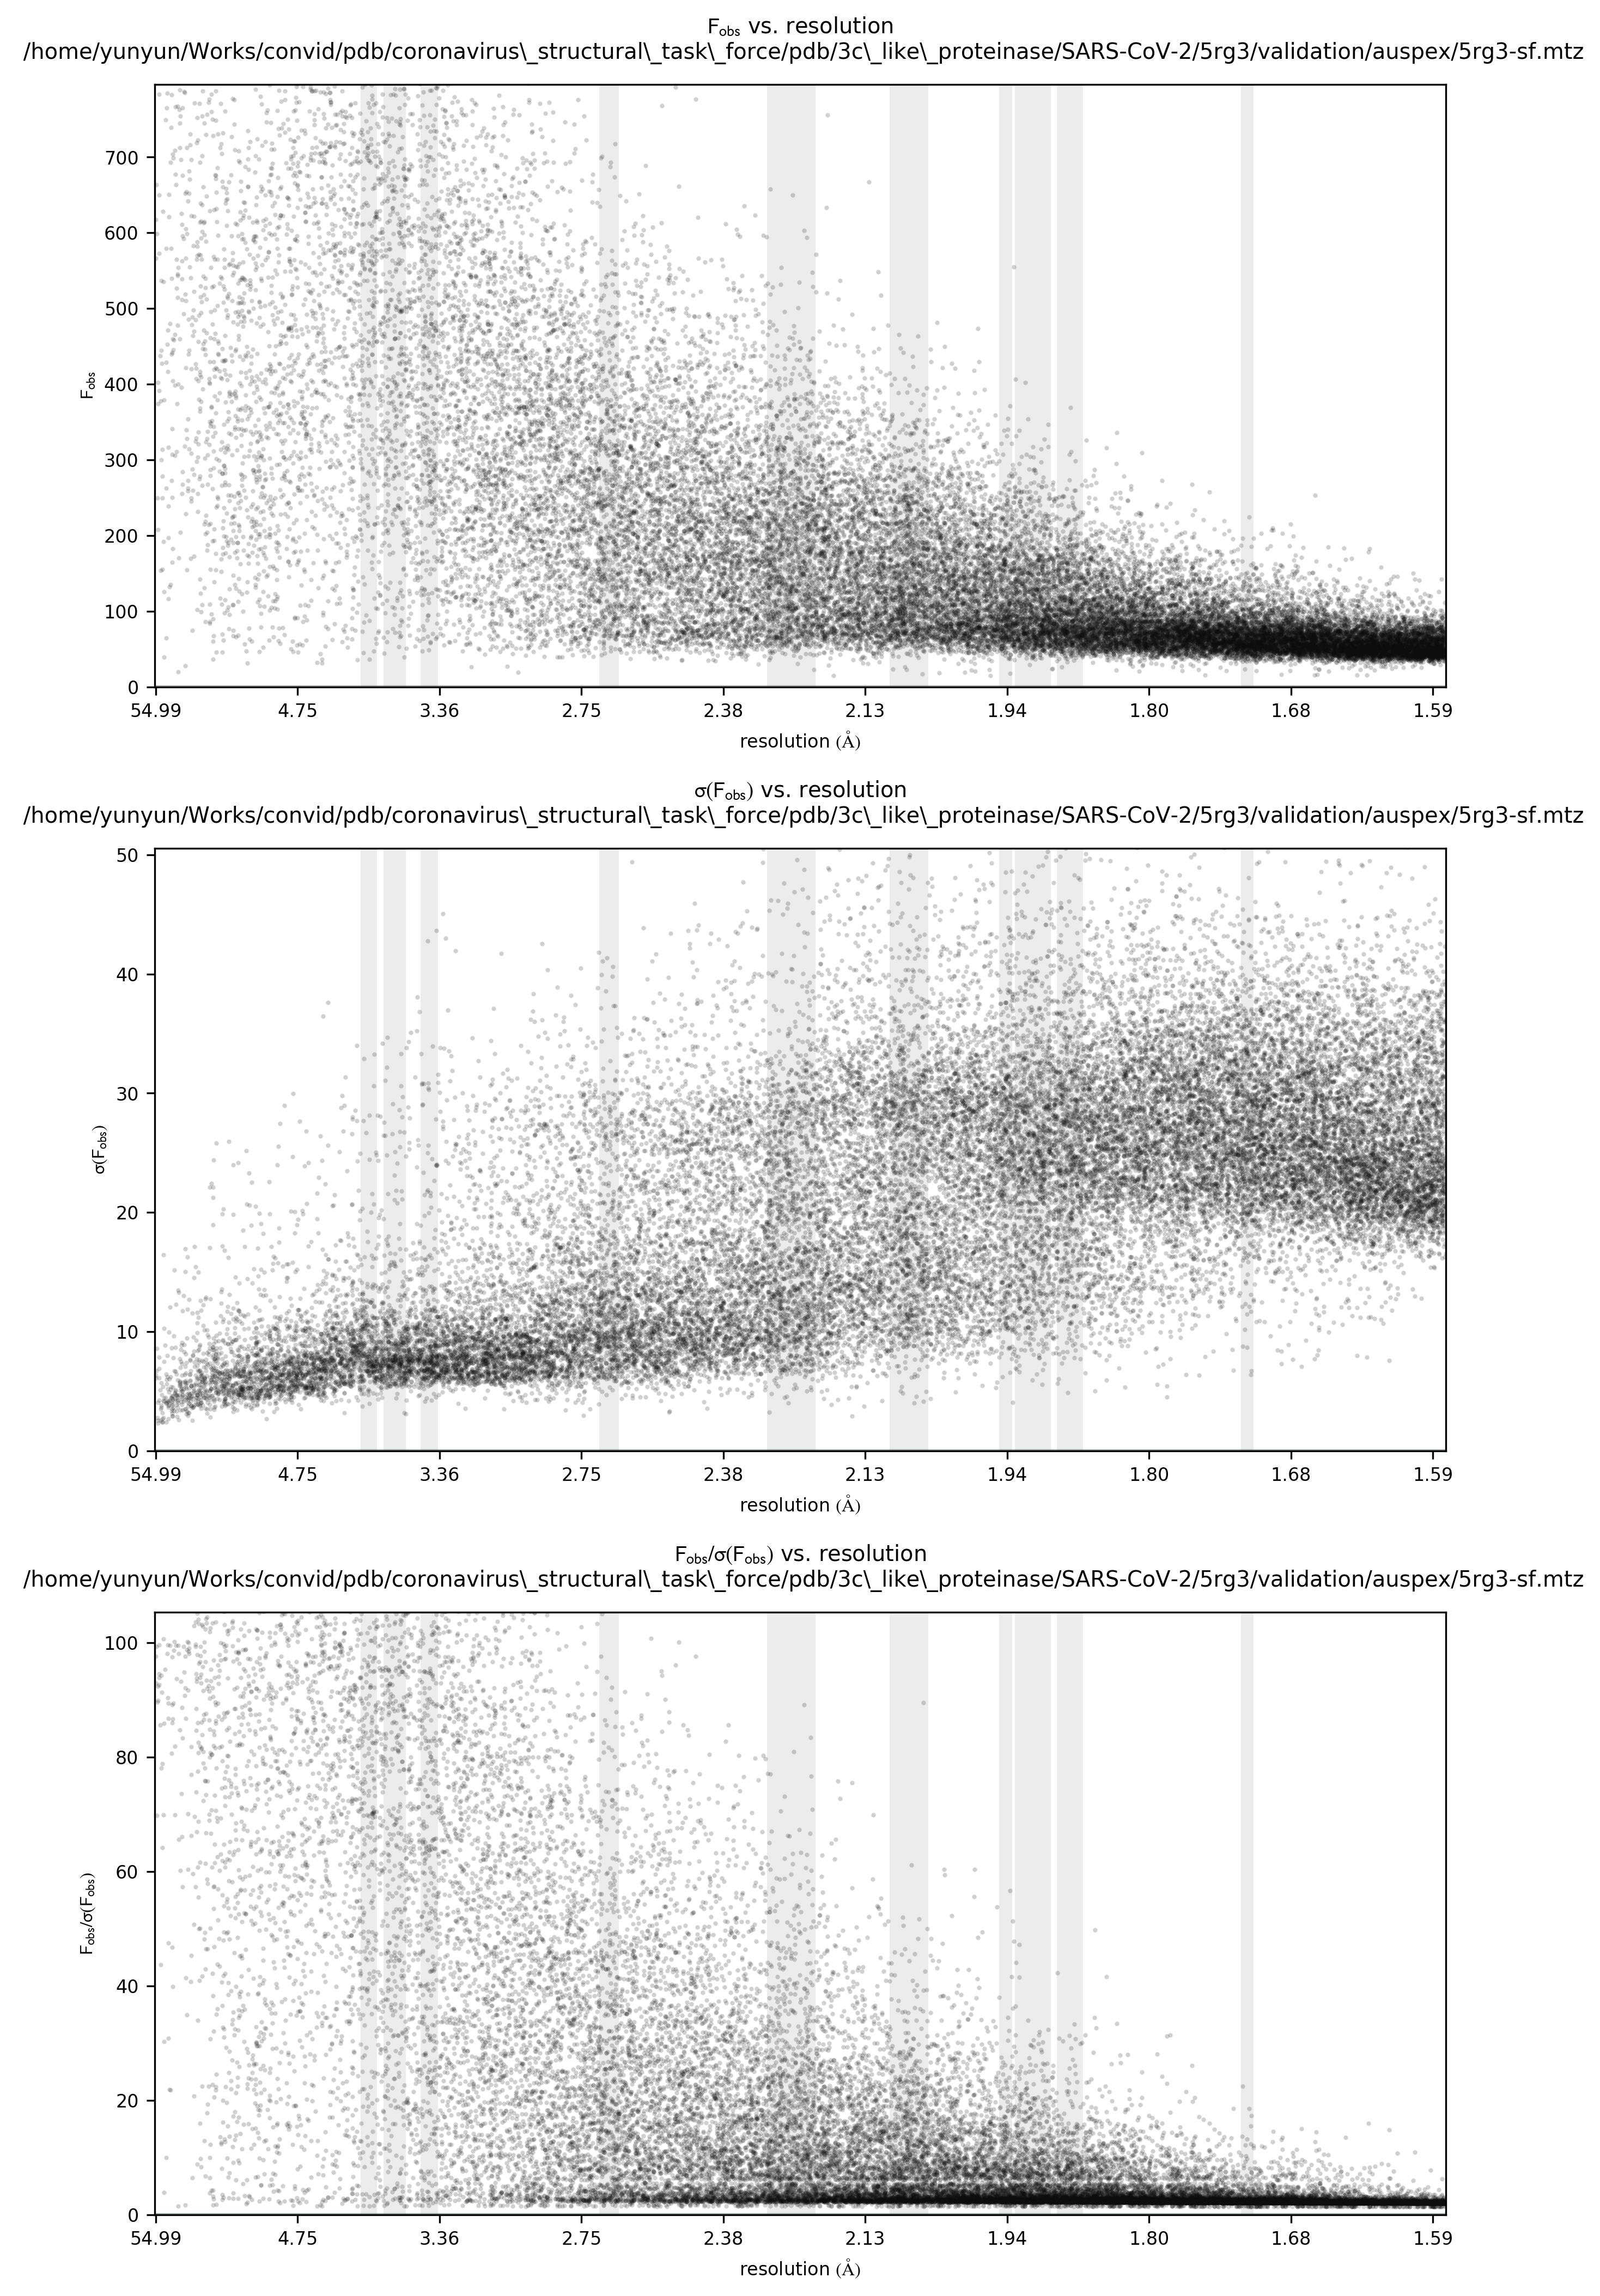 Fobs vs. resolution
/home/yunyun/Works/convid/pdb/coronavirus\_structural\_task\_force/pdb/3c\_like\_proteinase/SARS-CoV-2/5rg3/validation/auspex/5rg3-sf.mtz
700
600
500
400
300
200
100
0
Fobs
54.99 4.75 3.36 2.75 2.38 2.13 1.94 1.80 1.68 1.59
resolution (Å)
σ(Fobs) vs. resolution
/home/yunyun/Works/convid/pdb/coronavirus\_structural\_task\_force/pdb/3c\_like\_proteinase/SARS-CoV-2/5rg3/validation/auspex/5rg3-sf.mtz
50
40
30
20
10
0
σ(Fobs)
54.99 4.75 3.36 2.75 2.38 2.13 1.94 1.80 1.68 1.59
resolution (Å)
Fobs/σ(Fobs) vs. resolution
/home/yunyun/Works/convid/pdb/coronavirus\_structural\_task\_force/pdb/3c\_like\_proteinase/SARS-CoV-2/5rg3/validation/auspex/5rg3-sf.mtz
100
80
60
40
20
0
Fobs/σ(Fobs)
54.99 4.75 3.36 2.75 2.38 2.13 1.94 1.80 1.68 1.59
resolution (Å)